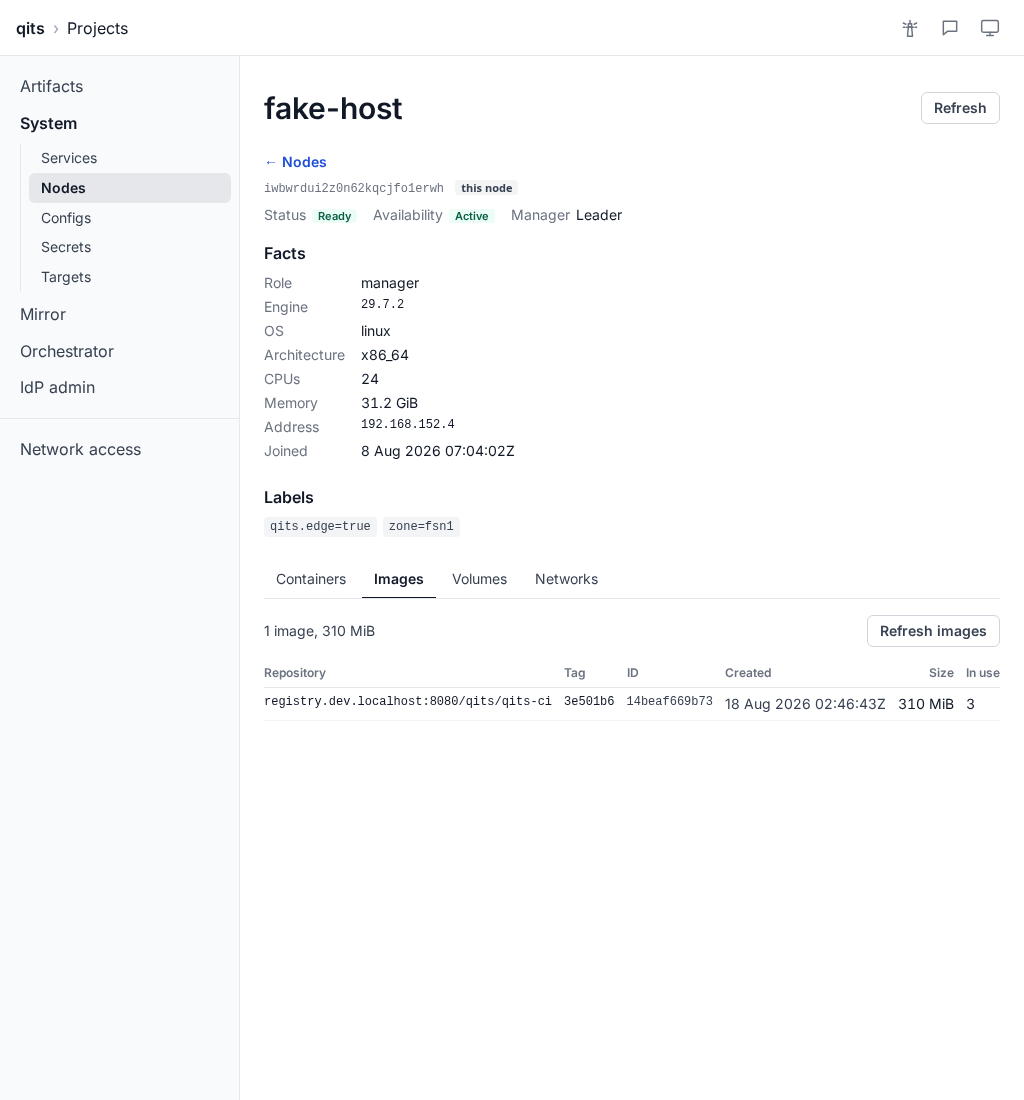 qits › Projects
Artifacts
System
Services
Nodes
Configs
Secrets
Targets
Mirror
Orchestrator
IdP admin
Network access
fake-host
Refresh
← Nodes
iwbwrdui2z0n62kqcjfo1erwh this node
Status Ready Availability Active Manager Leader
Facts
Role manager
Engine 29.7.2
OS linux
Architecture x86_64
CPUs 24
Memory 31.2 GiB
Address 192.168.152.4
Joined 8 Aug 2026 07:04:02Z
Labels
qits.edge=true zone=fsn1
Containers Images Volumes Networks
1 image, 310 MiB
Refresh images
Repository Tag ID Created Size In use
registry.dev.localhost:8080/qits/qits-ci 3e501b6 14beaf669b73 18 Aug 2026 02:46:43Z 310 MiB 3